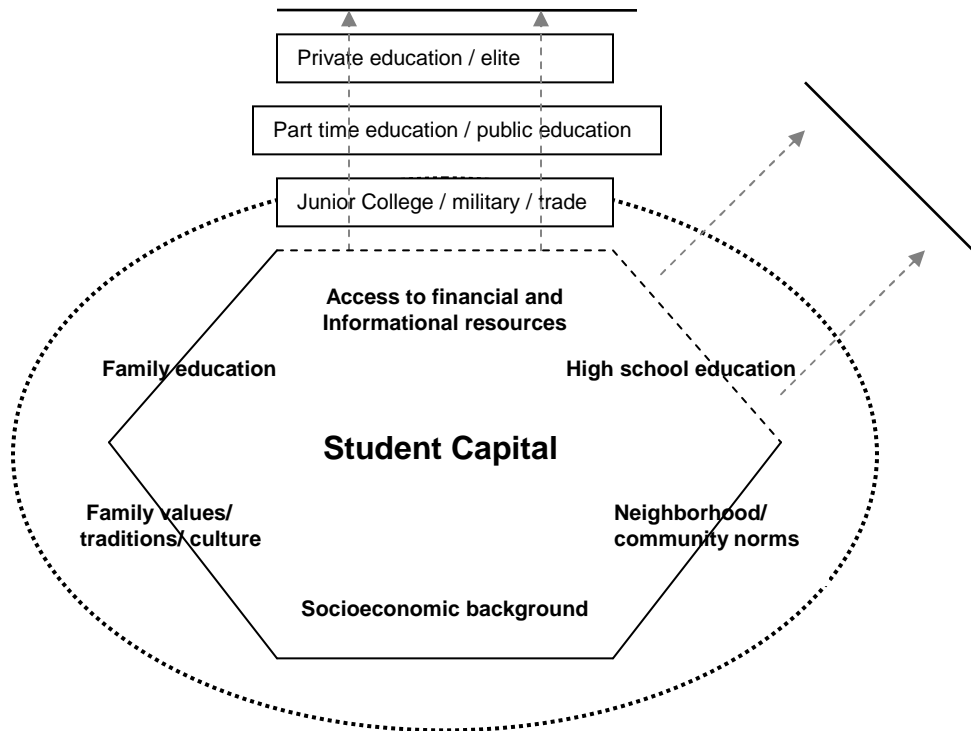 Private education / elite
Part time education / public education
Junior College / military / trade
Access to financial and
Informational resources
Family education
High school education
Student Capital
Family values/
traditions/ culture
Neighborhood/
community norms
Socioeconomic background